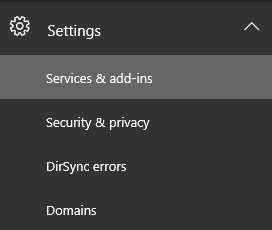 Settings
Services & add-ins
Security & privacy
DirSync errors
Domains